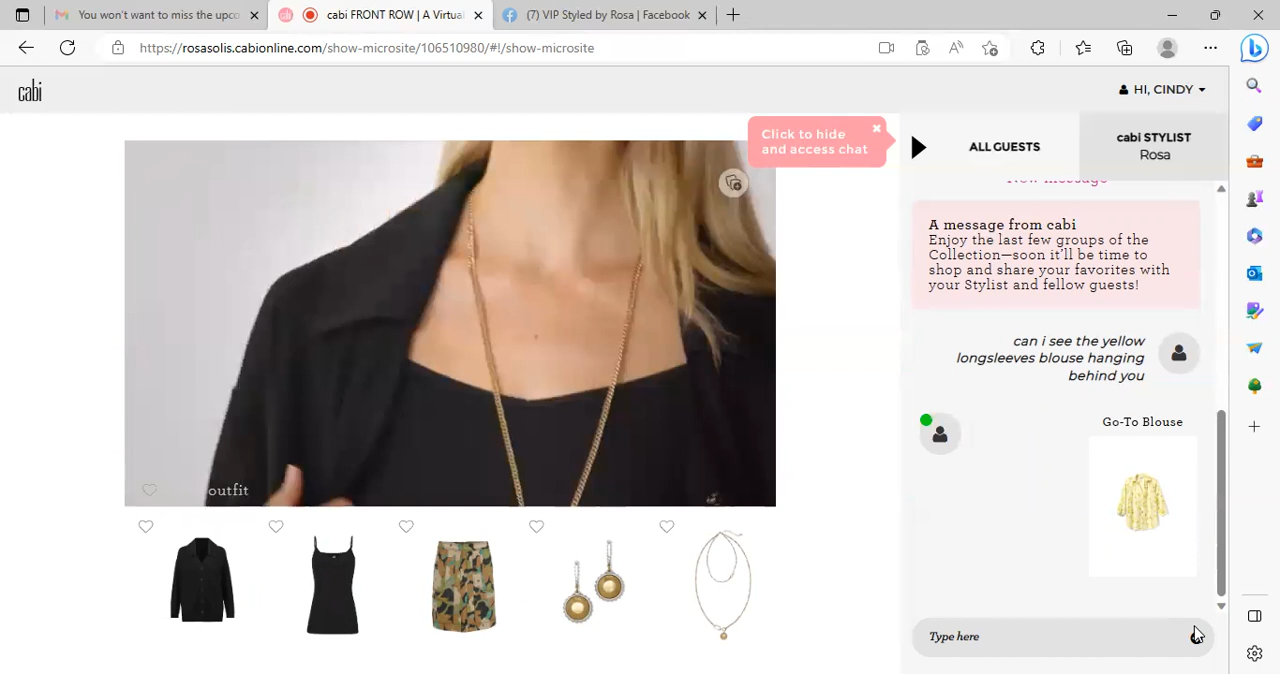 You won't want to miss the upco
cabi FRONT ROW | A Virtua
(7) VIP Styled by Rosa | Facebook
https://rosasolis.cabionline.com/show-microsite/106510980/#!/show-microsite
cabi
HI, CINDY
Click to hide
and access chat
ALL GUESTS
cabi STYLIST
Rosa
New message
A message from cabi
Enjoy the last few groups of the
Collection—soon it'll be time to
shop and share your favorites with
your Stylist and fellow guests!
can i see the yellow
longsleeves blouse hanging
behind you
Go-To Blouse
outfit
Type here